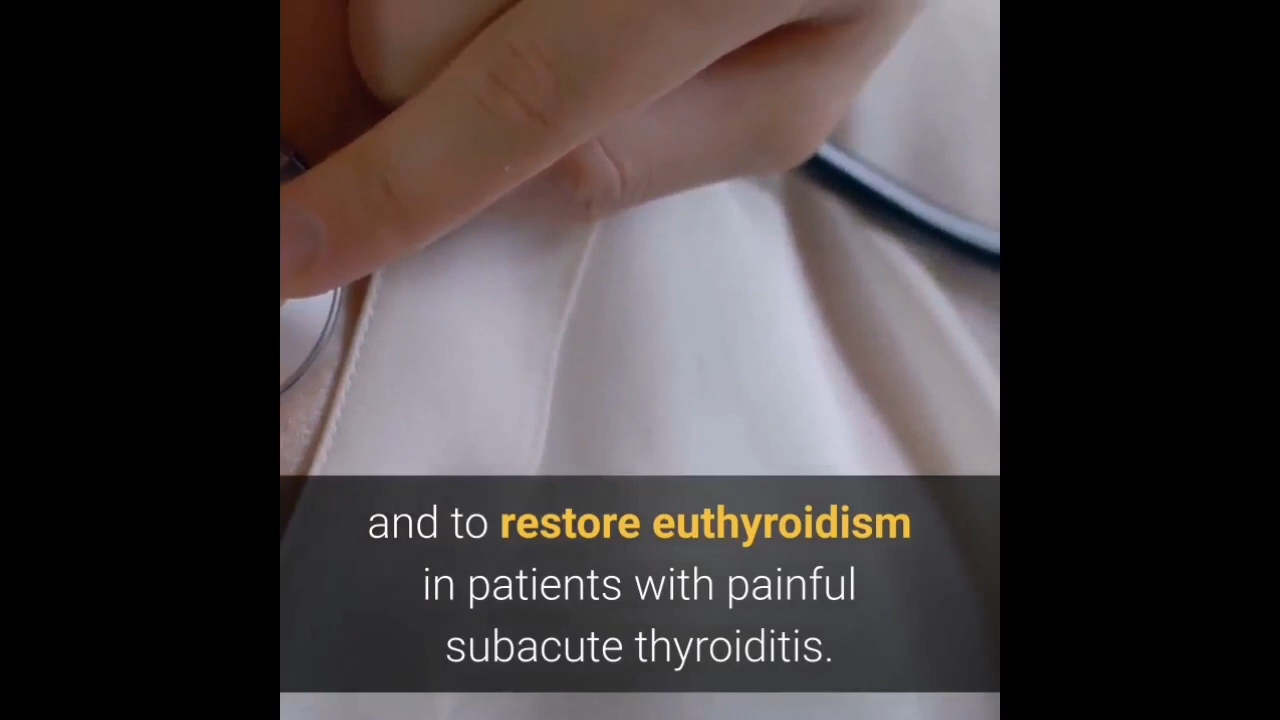 and to restore euthyroidism
in patients with painful
subacute thyroiditis.